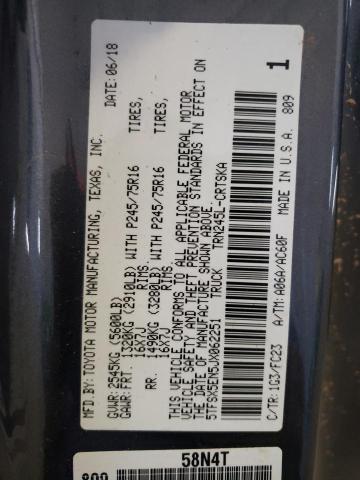 MFD.BY:TOYOTA MOTOR MANUFACTURING, TEXAS, INC. DATE: 06/18
GVWR: 2545KG (5600LB)
GAWR: FRT. 1320KG (2910LB) WITH P245/75R16 TIRES,
16X7J RIMS
RR. 1490KG (3280LB) WITH P245/75R16 TIRES,
16X7J RIMS
THIS VEHICLE CONFORMS TO ALL APPLICABLE FEDERAL MOTOR
VEHICLE SAFETY AND THEFT PREVENTION STANDARDS IN EFFECT ON
THE DATE OF MANUFACTURE SHOWN ABOVE.
5TFSX5EN5JX062251 TRUCK TRN245L-CRTSKA
1
C/TR: 1G3/FC23 A/TM: A06A/AC60F MADE IN U.S.A. 809
58N4T
809